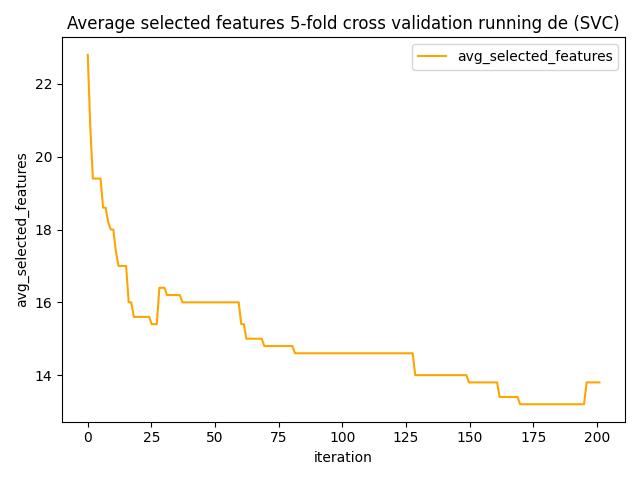 Average selected features 5-fold cross validation running de (SVC)
avg_selected_features
avg_selected_features
22
20
18
16
14
0 25 50 75 100 125 150 175 200
iteration